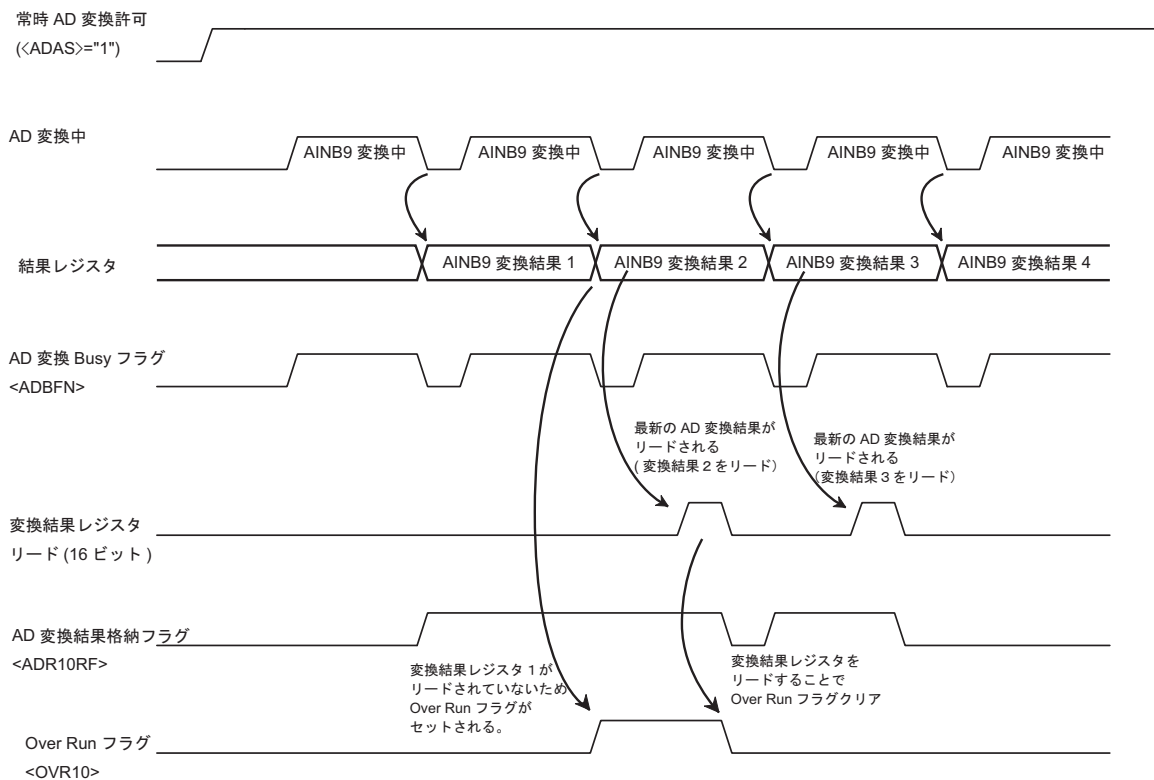 常時 AD 変換許可
(<ADAS>="1")
AD 変換中
AINB9 変換中
AINB9 変換中
AINB9 変換中
AINB9 変換中
AINB9 変換中
結果レジスタ
AINB9 変換結果 1
AINB9 変換結果 2
AINB9 変換結果 3
AINB9 変換結果 4
AD 変換 Busy フラグ
<ADBFN>
最新の AD 変換結果が
リードされる
( 変換結果 2 をリード)
最新の AD 変換結果が
リードされる
(変換結果 3 をリード)
変換結果レジスタ
リード (16 ビット )
AD 変換結果格納フラグ
<ADR10RF>
変換結果レジスタ 1 が
リードされていないため
Over Run フラグが
セットされる。
変換結果レジスタを
リードすることで
Over Run フラグクリア
Over Run フラグ
<OVR10>